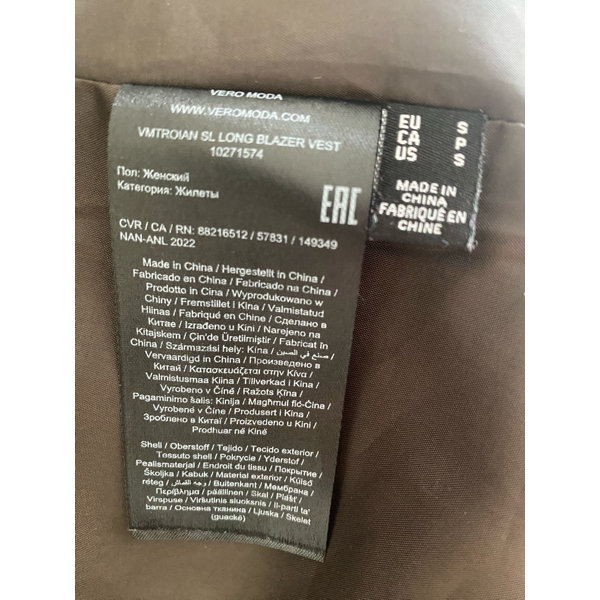 VERO MODA
WWW.VEROMODA.COM
VMTROIAN SL LONG BLAZER VEST
10271574
Пол: Женский
Категория: Жилеты
EAC
CVR / CA / RN: 88216512 / 57831 / 149349
NAN-ANL 2022
Made in China / Hergestellt in China /
Fabricado en China / Fabricado na China /
Prodotto in Cina / Wyprodukowano w
Chiny / Fremstillet i Kina / Valmistustmaa
Hiina / Fabriqué en Chine / Сделано в
Китае / Izrađeno u Kini / Narejeno na
Kitajskem / Çin'de Üretilmiştir / Fabricat în
China / Származási hely: Kína / صنع في الصين /
Vervaardigd in China / Произведено в
Китай / Κατασκευάζεται στην Κίνα /
Valmistusmaa Kiina / Tillverkad i Kina /
Vyrobeno v Číně / Ražots Ķīna /
Pagaminimo šalis: Kinija / Magħmul fiċ-Ċina /
Vyrobené v Číne / Produsert i Kina /
Зроблено в Китаї / Proizvedeno u Kini /
Prodhuar në Kinë
Shell / Oberstoff / Tejido / Tecido exterior /
Tessuto shell / Pokrycie / Yderstof /
Pealismaterjal / Endroit du tissu / Покрытие /
Školjka / Kabuk / Material exterior / Külső
réteg / وجه القماش / Buitenkant / Мембрана /
Περίβλημα / päällinen / Skal / Plášť /
Virspuse / Viršutinis sluoksnis / Il-parti ta'
barra / Основна тканина / Ljuska / Skelet
(guackë)
EU S
CA P
US S
MADE IN
CHINA
FABRIQUÉ EN
CHINE